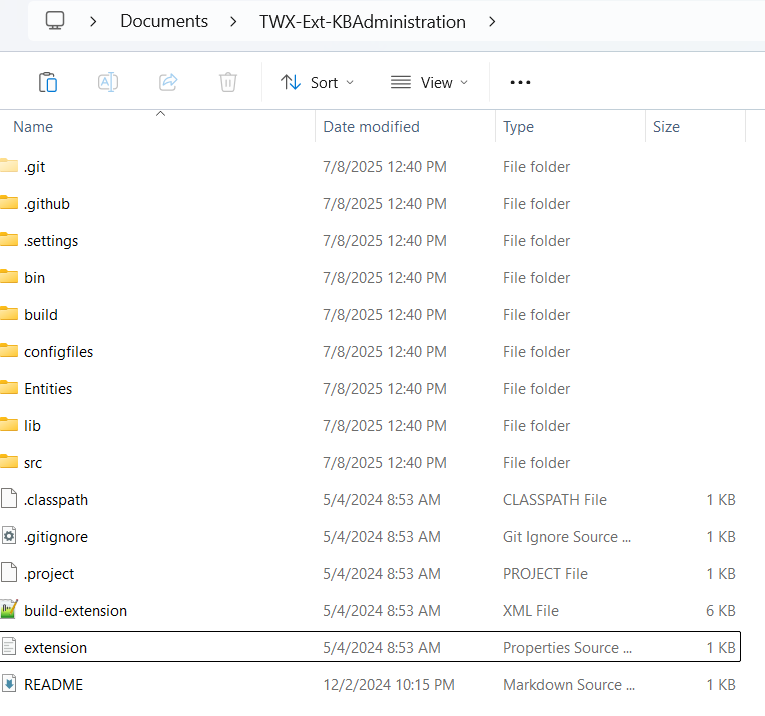 Documents > TWX-Ext-KBAdministration >
Sort View
Name Date modified Type Size
.git 7/8/2025 12:40 PM File folder
.github 7/8/2025 12:40 PM File folder
.settings 7/8/2025 12:40 PM File folder
bin 7/8/2025 12:40 PM File folder
build 7/8/2025 12:40 PM File folder
configfiles 7/8/2025 12:40 PM File folder
Entities 7/8/2025 12:40 PM File folder
lib 7/8/2025 12:40 PM File folder
src 7/8/2025 12:40 PM File folder
.classpath 5/4/2024 8:53 AM CLASSPATH File 1 KB
.gitignore 5/4/2024 8:53 AM Git Ignore Source ... 1 KB
.project 5/4/2024 8:53 AM PROJECT File 1 KB
build-extension 5/4/2024 8:53 AM XML File 6 KB
extension 5/4/2024 8:53 AM Properties Source ... 1 KB
README 12/2/2024 10:15 PM Markdown Source ... 1 KB